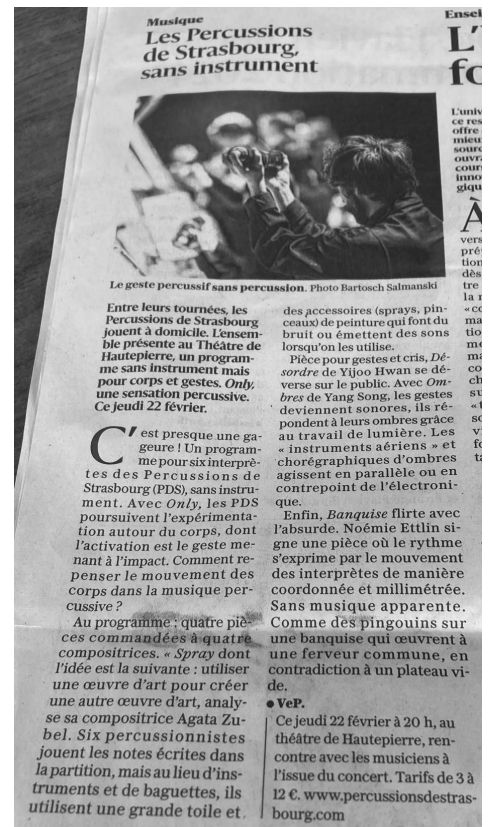 Musique
Les Percussions
de Strasbourg,
sans instrument
Le geste percussif sans percussion. Photo Bartosch Salmanski
Entre leurs tournées, les
Percussions de Strasbourg
jouent à domicile. L'ensem-
ble présente au Théâtre de
Hautepierre, un program-
me sans instrument mais
pour corps et gestes. Only,
une sensation percussive.
Ce jeudi 22 février.
C'est presque une ga-
geure ! Un program-
me pour six interprè-
tes des Percussions de
Strasbourg (PDS), sans instru-
ment. Avec Only, les PDS
poursuivent l'expérimenta-
tion autour du corps, dont
l'activation est le geste me-
nant à l'impact. Comment re-
penser le mouvement des
corps dans la musique per-
cussive ?
Au programme : quatre piè-
ces commandées à quatre
compositrices. « Spray dont
l'idée est la suivante : utiliser
une œuvre d'art pour créer
une autre œuvre d'art, analy-
se sa compositrice Agata Zu-
bel. Six percussionnistes
jouent les notes écrites dans
la partition, mais au lieu d'ins-
truments et de baguettes, ils
utilisent une grande toile et
des accessoires (sprays, pin-
ceaux) de peinture qui font du
bruit ou émettent des sons
lorsqu'on les utilise.
Pièce pour gestes et cris, Dé-
sordre de Yijoo Hwan se dé-
verse sur le public. Avec Om-
bres de Yang Song, les gestes
deviennent sonores, ils ré-
pondent à leurs ombres grâce
au travail de lumière. Les
« instruments aériens » et
chorégraphiques d'ombres
agissent en parallèle ou en
contrepoint de l'électroni-
que.
Enfin, Banquise flirte avec
l'absurde. Noémie Ettlin si-
gne une pièce où le rythme
s'exprime par le mouvement
des interprètes de manière
coordonnée et millimétrée.
Sans musique apparente.
Comme des pingouins sur
une banquise qui œuvrent à
une ferveur commune, en
contradiction à un plateau vi-
de.
● VeP.
Ce jeudi 22 février à 20 h, au
théâtre de Hautepierre, ren-
contre avec les musiciens à
l'issue du concert. Tarifs de 3 à
12 €. www.percussionsdestras-
bourg.com